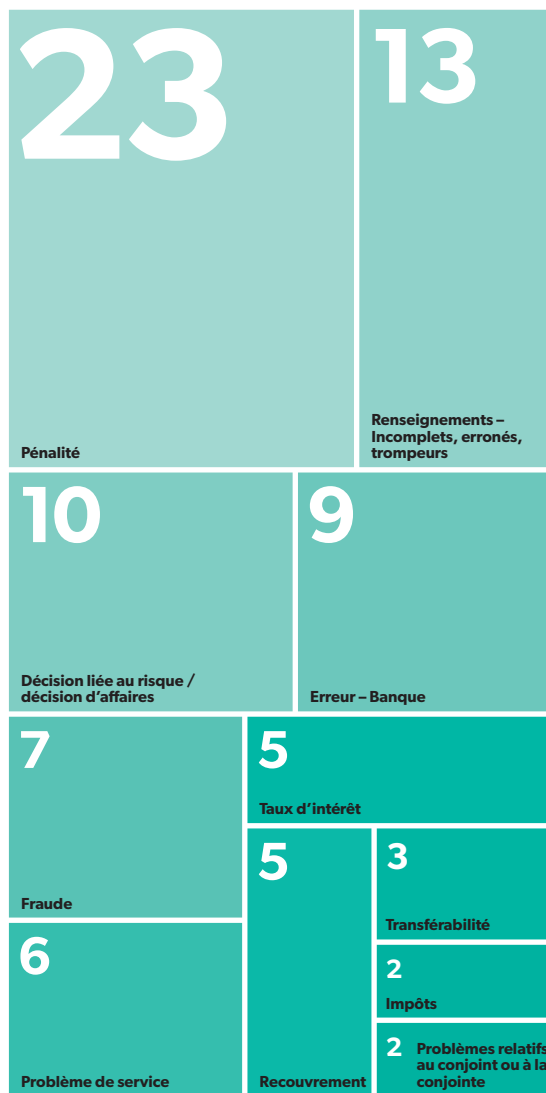 23
Pénalité
13
Renseignements –
Incomplets, erronés,
trompeurs
10
Décision liée au risque /
décision d’affaires
9
Erreur – Banque
7
Fraude
5
Taux d’intérêt
5
Recouvrement
3
Transférabilité
2
Impôts
6
Problème de service
2
Problèmes relatifs
au conjoint ou à la
conjointe